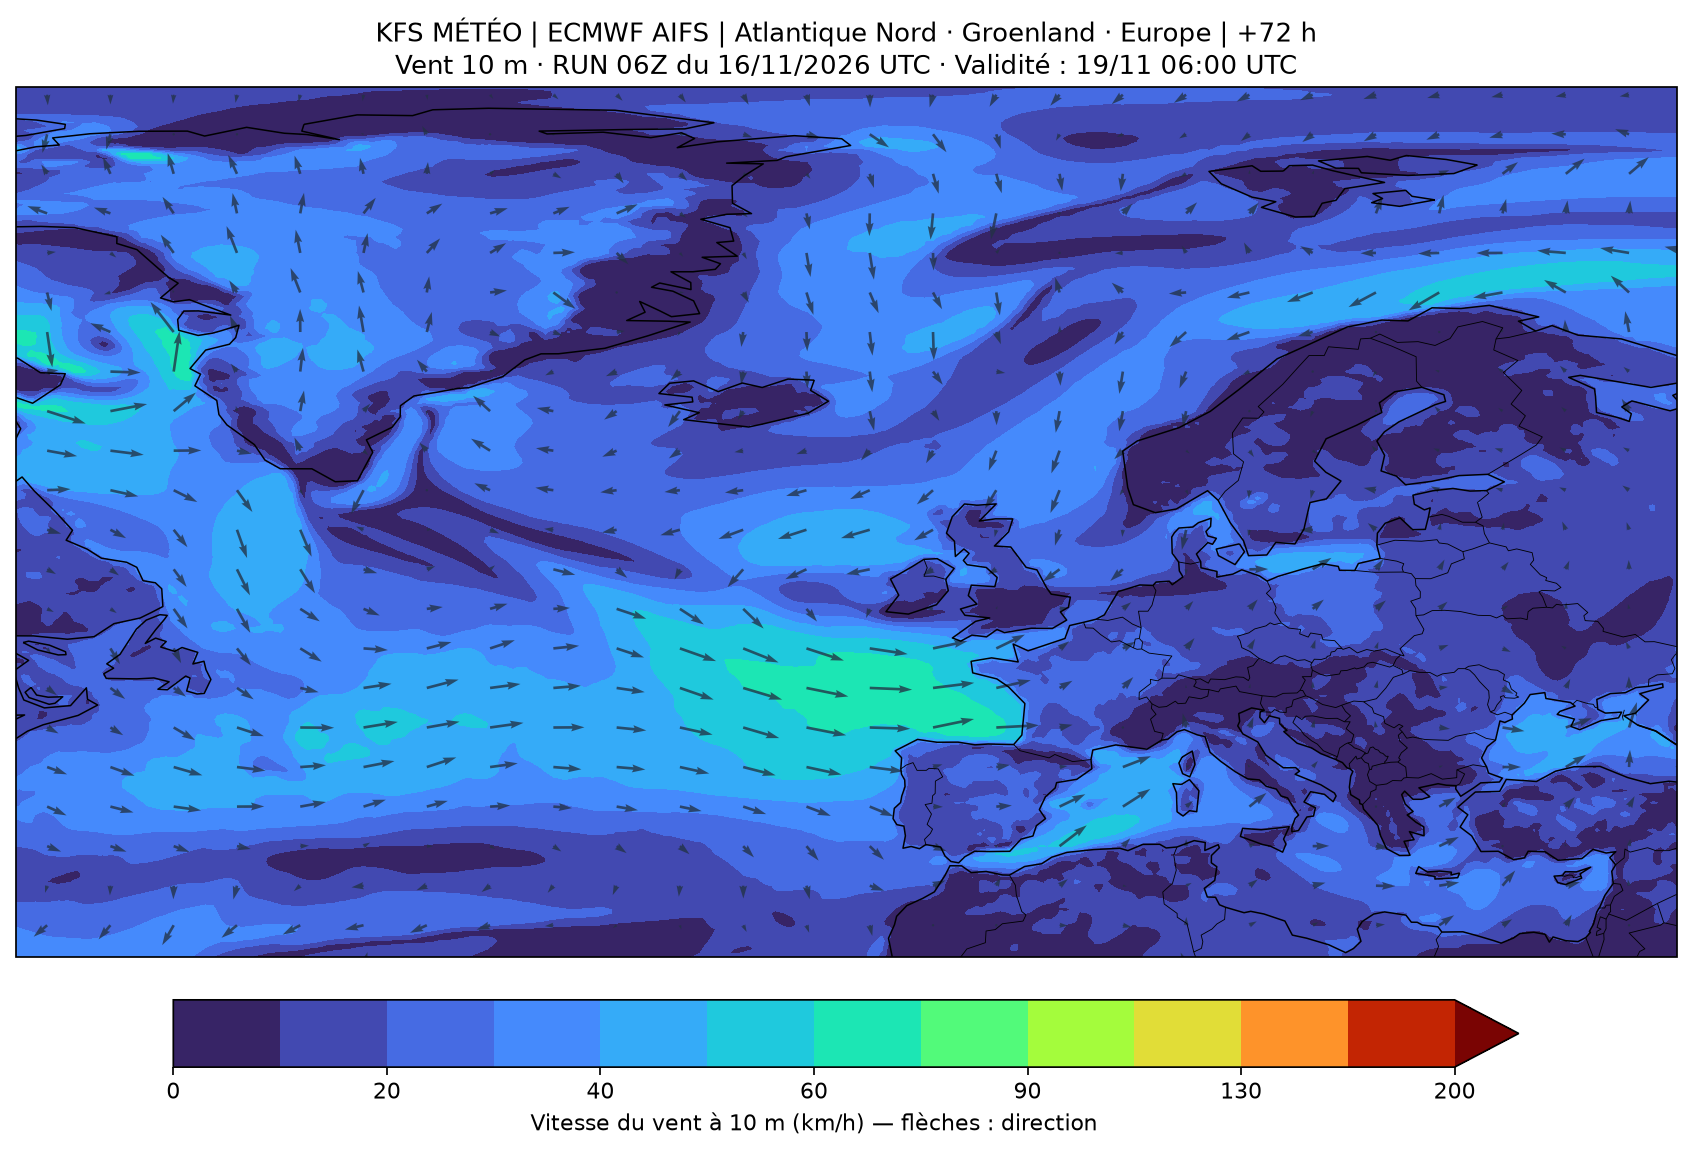 KFS MÉTÉO | ECMWF AIFS | Atlantique Nord · Groenland · Europe | +72 h
Vent 10 m · RUN 06Z du 16/11/2026 UTC · Validité : 19/11 06:00 UTC
0 20 40 60 90 130 200
Vitesse du vent à 10 m (km/h) — flèches : direction